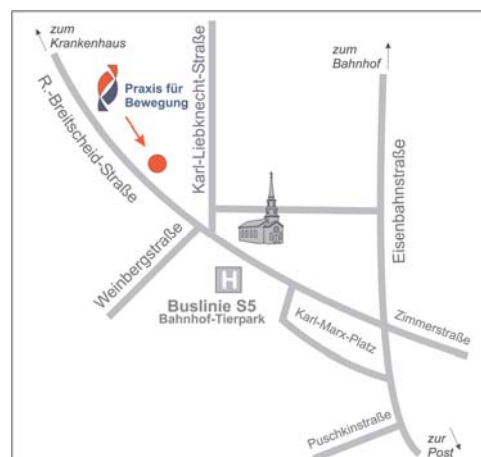 zum
Krankenhaus
Praxis für
Bewegung
R.-Breitscheid-Straße
Karl-Liebknecht-Straße
zum
Bahnhof
Eisenbahnstraße
Weinbergstraße
H
Buslinie S5
Bahnhof-Tierpark
Karl-Marx-Platz
Zimmerstraße
Puschkinstraße
zur
Post